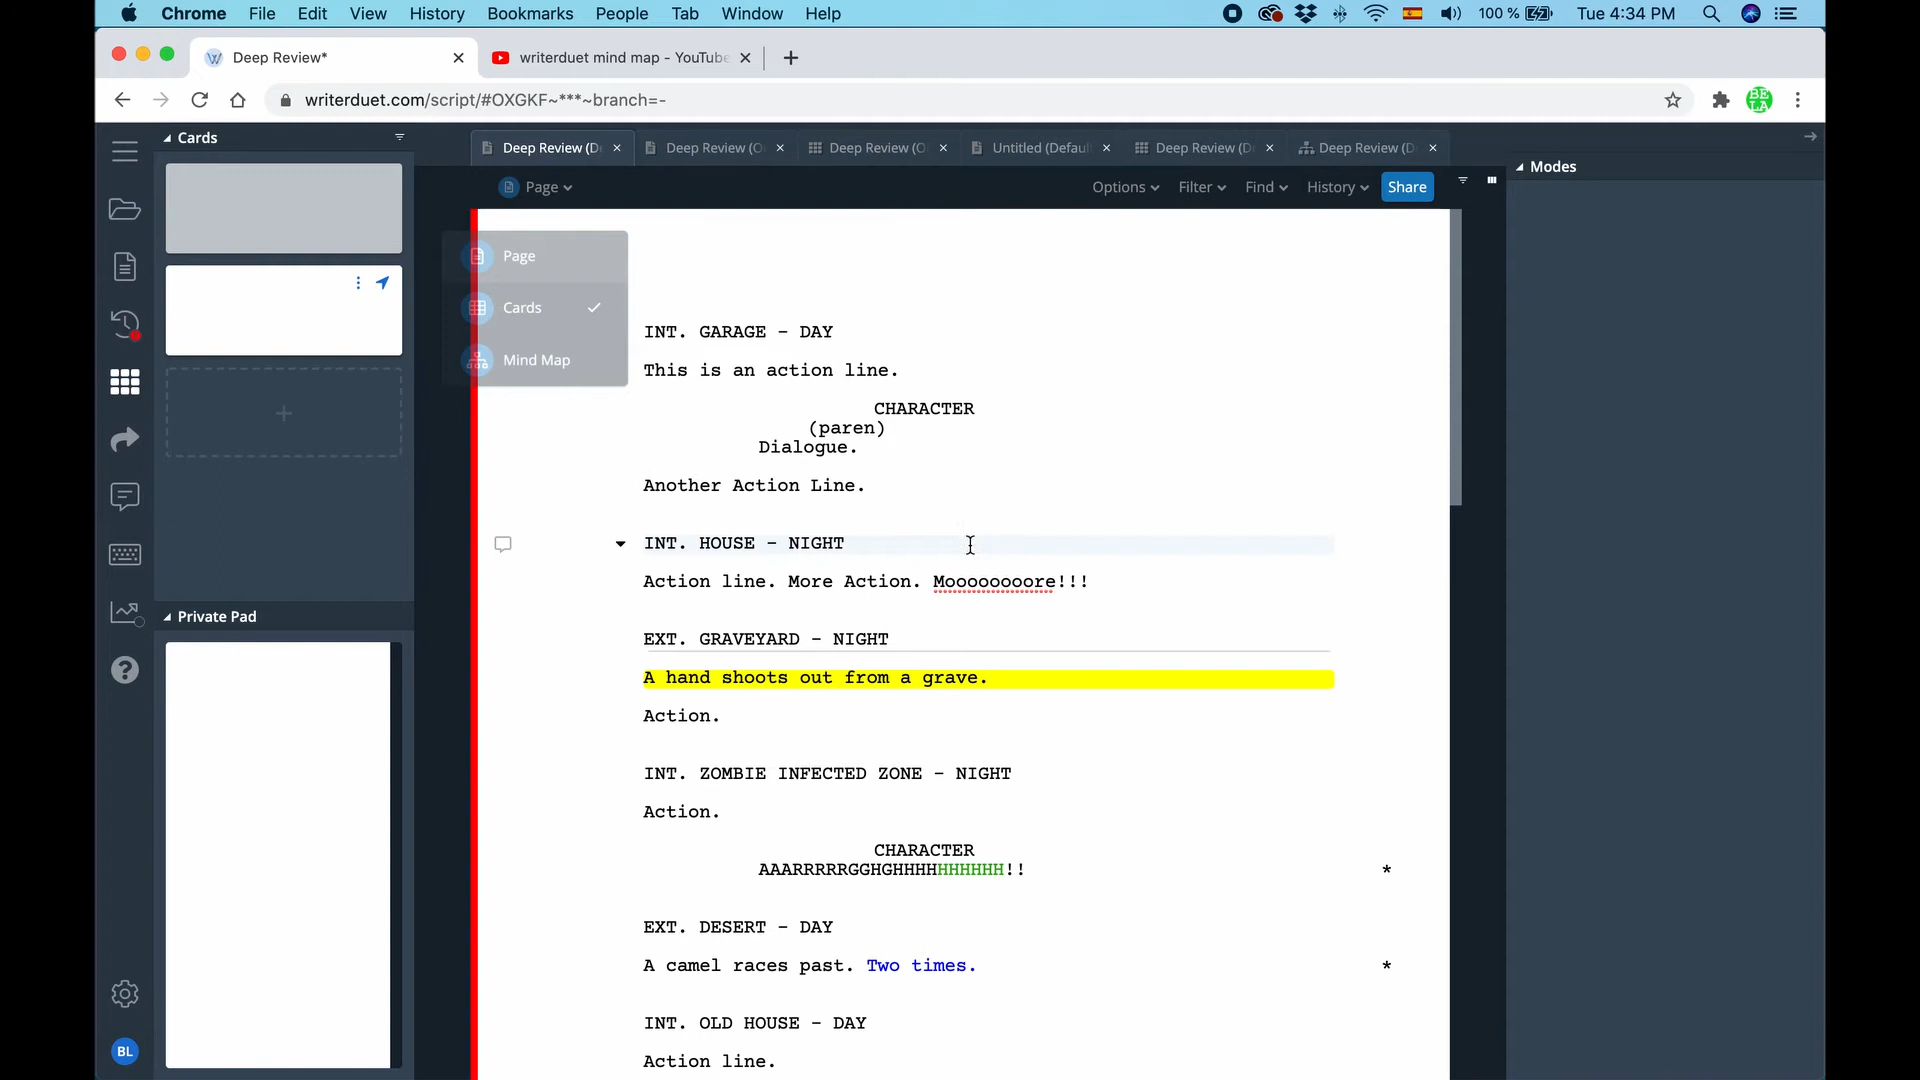 Chrome File Edit View History Bookmarks People Tab Window Help 100 % Tue 4:34 PM
Deep Review* writerduet mind map - YouTube
writerduet.com/script/#OXGKF~***~branch=- BE LA
Cards Deep Review (D Deep Review (O Deep Review (O Untitled (Defaul Deep Review (D Deep Review (D
Modes
Page Options Filter Find History Share
Page
Cards
Mind Map
INT. GARAGE - DAY
This is an action line.
CHARACTER
(paren)
Dialogue.
Another Action Line.
INT. HOUSE - NIGHT
Action line. More Action. Moooooooore!!!
Private Pad
EXT. GRAVEYARD - NIGHT
A hand shoots out from a grave.
Action.
INT. ZOMBIE INFECTED ZONE - NIGHT
Action.
CHARACTER
AAARRRRRGGHGHHHHHHHHHH!! *
EXT. DESERT - DAY
A camel races past. Two times. *
INT. OLD HOUSE - DAY
BL
Action line.